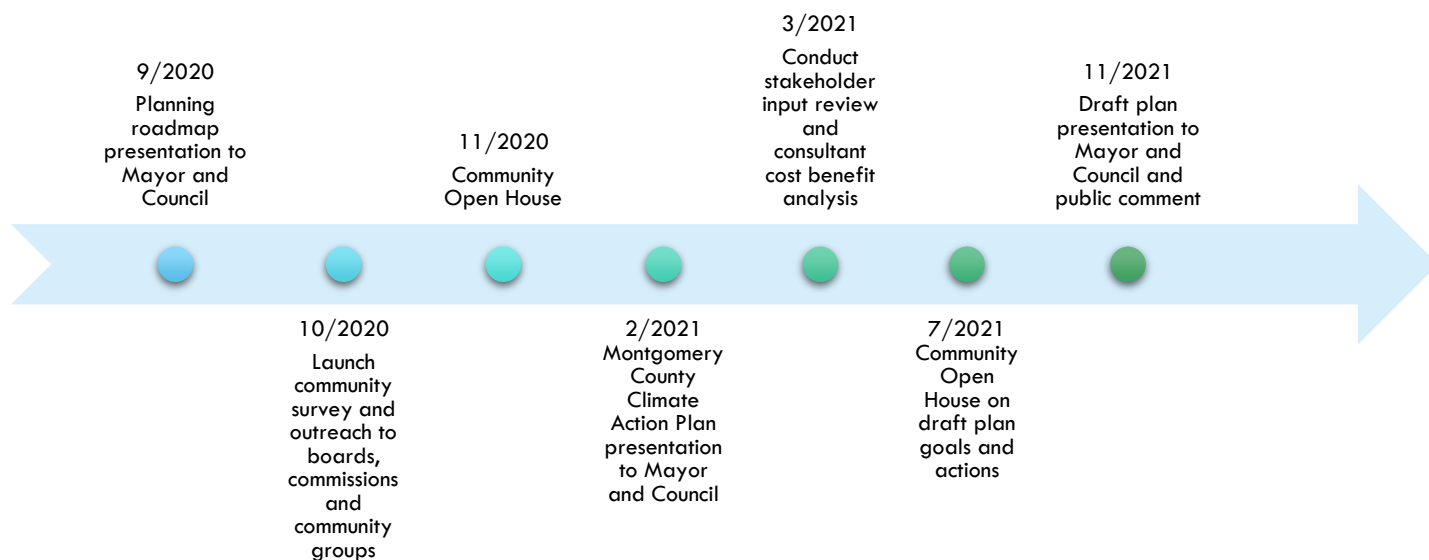 9/2020
Planning
roadmap
presentation to
Mayor and
Council
10/2020
Launch
community
survey and
outreach to
boards,
commissions
and
community
groups
11/2020
Community
Open House
2/2021
Montgomery
County
Climate
Action Plan
presentation
to Mayor
and Council
3/2021
Conduct
stakeholder
input review
and
consultant
cost benefit
analysis
7/2021
Community
Open
House on
draft plan
goals and
actions
11/2021
Draft plan
presentation to
Mayor and
Council and
public comment